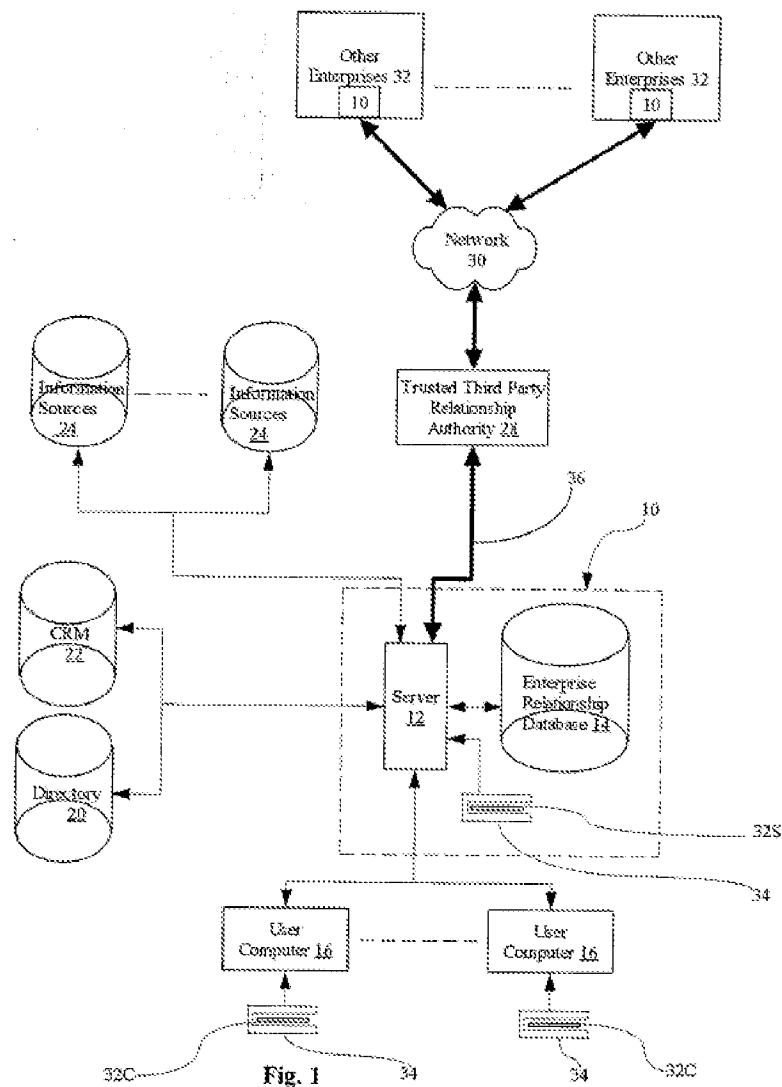 Other
Enterprises 32
10
Other
Enterprises 32
10
Network
30
Information
Sources
24
Information
Sources
24
Trusted Third Party
Relationship
Authority 28
36
10
CRM
22
Server
12
Enterprise
Relationship
Database 14
Directory
20
32S
34
User
Computer 16
User
Computer 16
32C
34
34
32C
Fig. 1